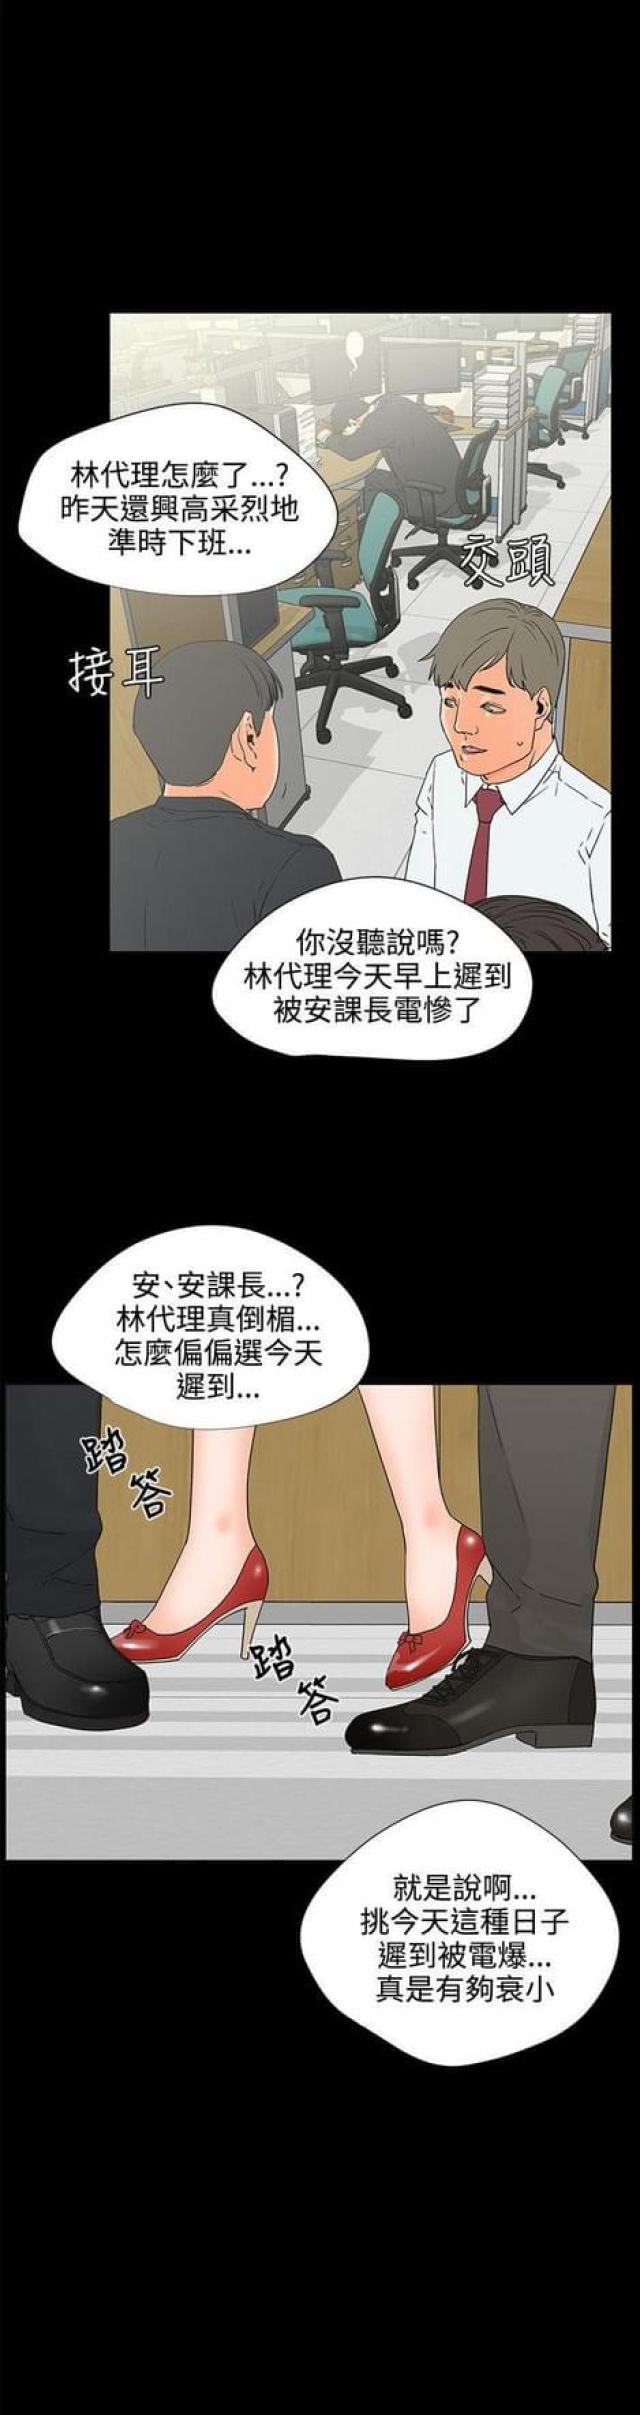 林代理怎麼了...?
昨天還興高采烈地
準時下班...
交頭
接耳
你沒聽說嗎?
林代理今天早上遲到
被安課長電慘了
安、安課長...?
林代理真倒楣...
怎麼偏偏選今天
遲到...
踏
答
踏
答
就是說啊...
挑今天這種日子
遲到被電爆...
真是有夠衰小